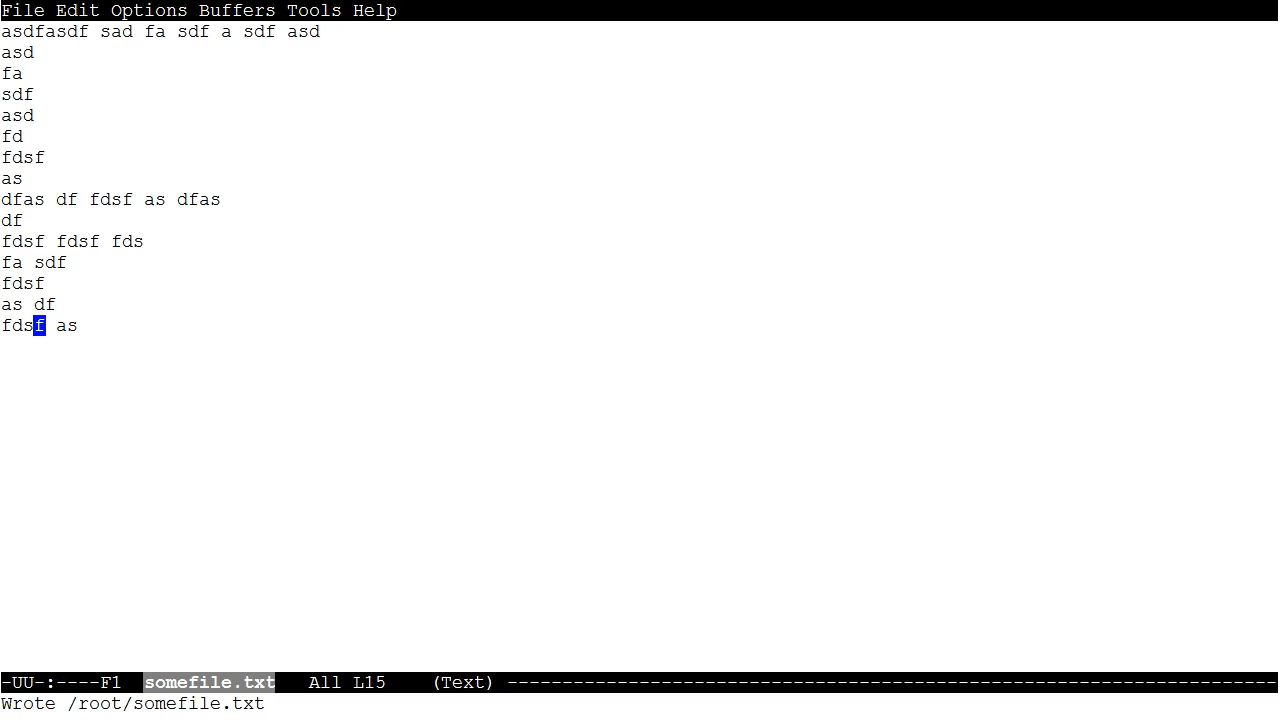 File Edit Options Buffers Tools Help
asdfasdf sad fa sdf a sdf asd
asd
fa
sdf
asd
fd
fdsf
as
dfas df fdsf as dfas
df
fdsf fdsf fds
fa sdf
fdsf
as df
fdsf as
-UU-:----F1  somefile.txt   All L15    (Text) ----------------------------------------------------------------------
Wrote /root/somefile.txt